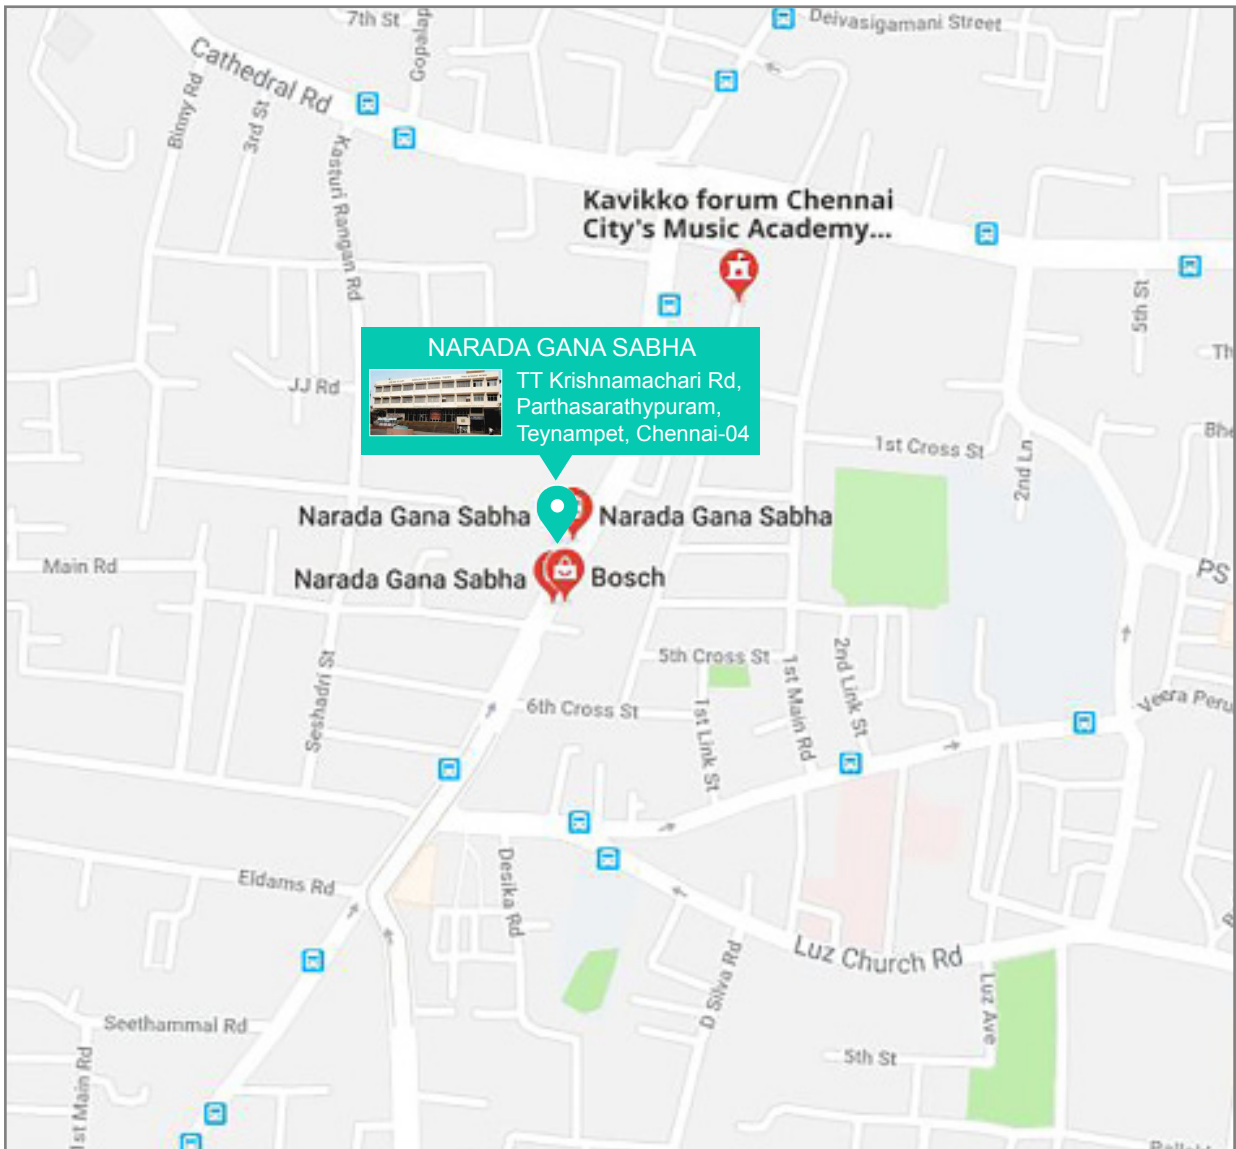 7th St
Gopalap
Deivasigamani Street
Cathedral Rd
Binny Rd
3rd St
Kasturi Rangan Rd
Kavikko forum Chennai
City's Music Academy...
5th St
Th
NARADA GANA SABHA
TT Krishnamachari Rd,
Parthasarathypuram,
Teynampet, Chennai-04
JJ Rd
1st Cross St
Bhe
2nd Ln
Narada Gana Sabha
Narada Gana Sabha
Main Rd
Narada Gana Sabha
Bosch
PS
5th Cross St
1st Main Rd
2nd Link St
Seshadri St
6th Cross St
1st Link St
Veera Peru
Eldams Rd
Desika Rd
Luz Church Rd
D Silva Rd
Luz Ave
Seethammal Rd
5th St
1st Main Rd